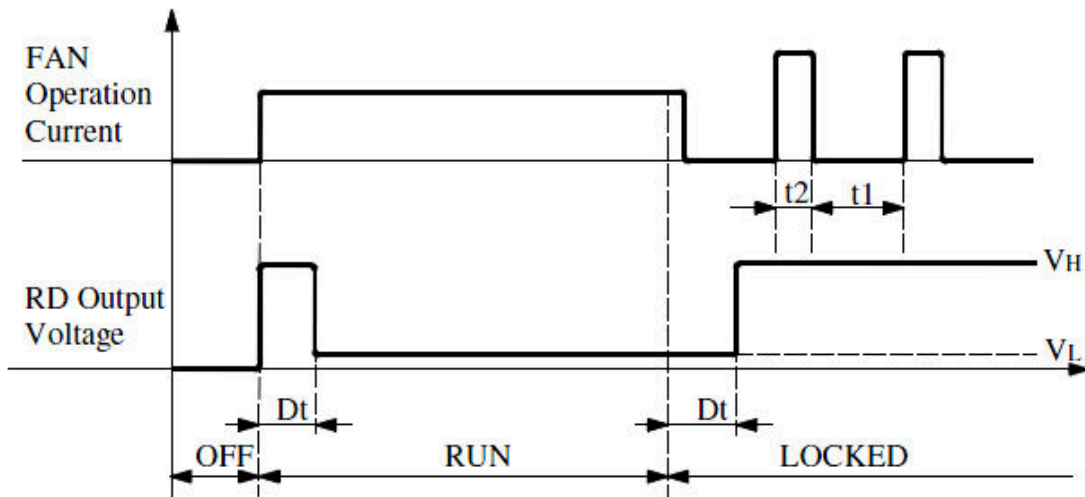 FAN
Operation
Current
t2
t1
VH
RD Output
Voltage
VL
Dt
Dt
OFF
RUN
LOCKED